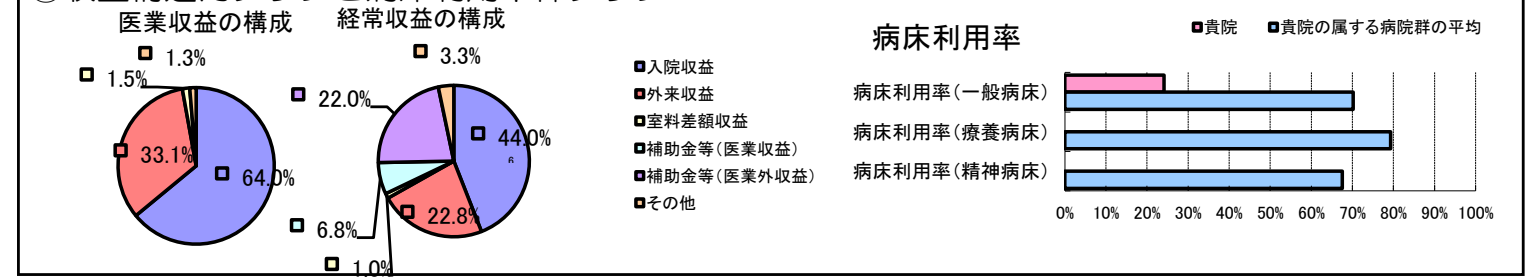 医業収益の構成
1.3%
1.5%
33.1%
64.0%
経常収益の構成
3.3%
22.0%
44.0%
6.8%
22.8%
1.0%
入院収益
外来収益
室料差額収益
補助金等(医業収益)
補助金等(医業外収益)
その他
病床利用率
貴院
貴院の属する病院群の平均
病床利用率(一般病床)
病床利用率(療養病床)
病床利用率(精神病床)
0% 10% 20% 30% 40% 50% 60% 70% 80% 90% 100%